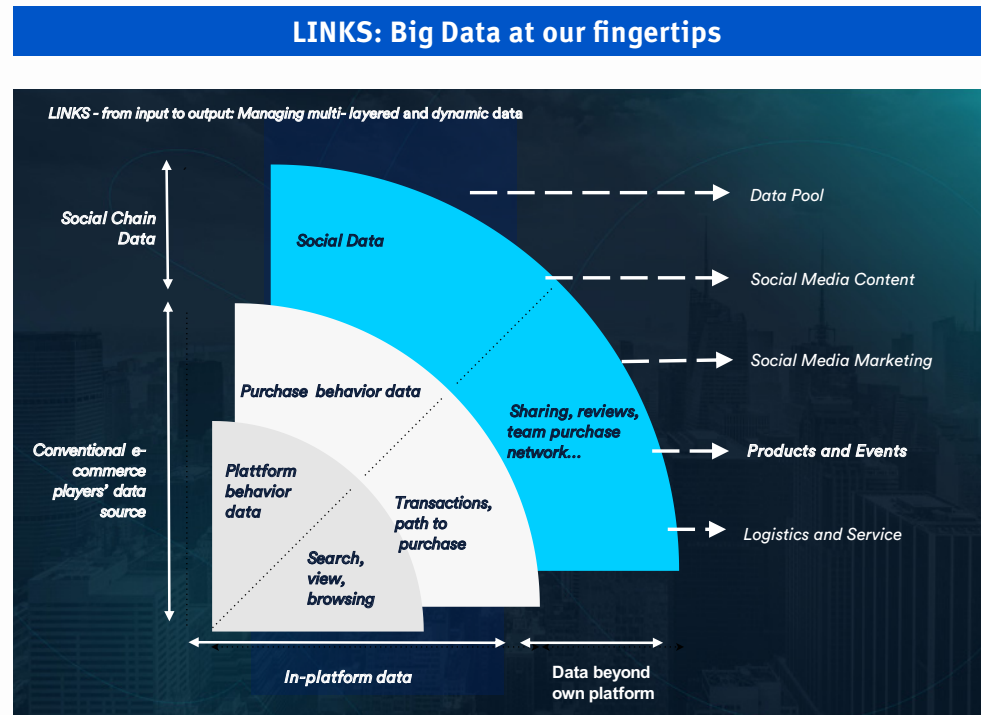 LINKS: Big Data at our fingertips
LINKS - from input to output: Managing multi- layered and dynamic data
Social Chain
Data
Social Data
Data Pool
Social Media Content
Social Media Marketing
Products and Events
Logistics and Service
Purchase behavior data
Sharing, reviews,
team purchase
network...
Conventional e-
commerce
players' data
source
Plattform
behavior
data
Transactions,
path to
purchase
Search,
view,
browsing
In-platform data
Data beyond
own platform